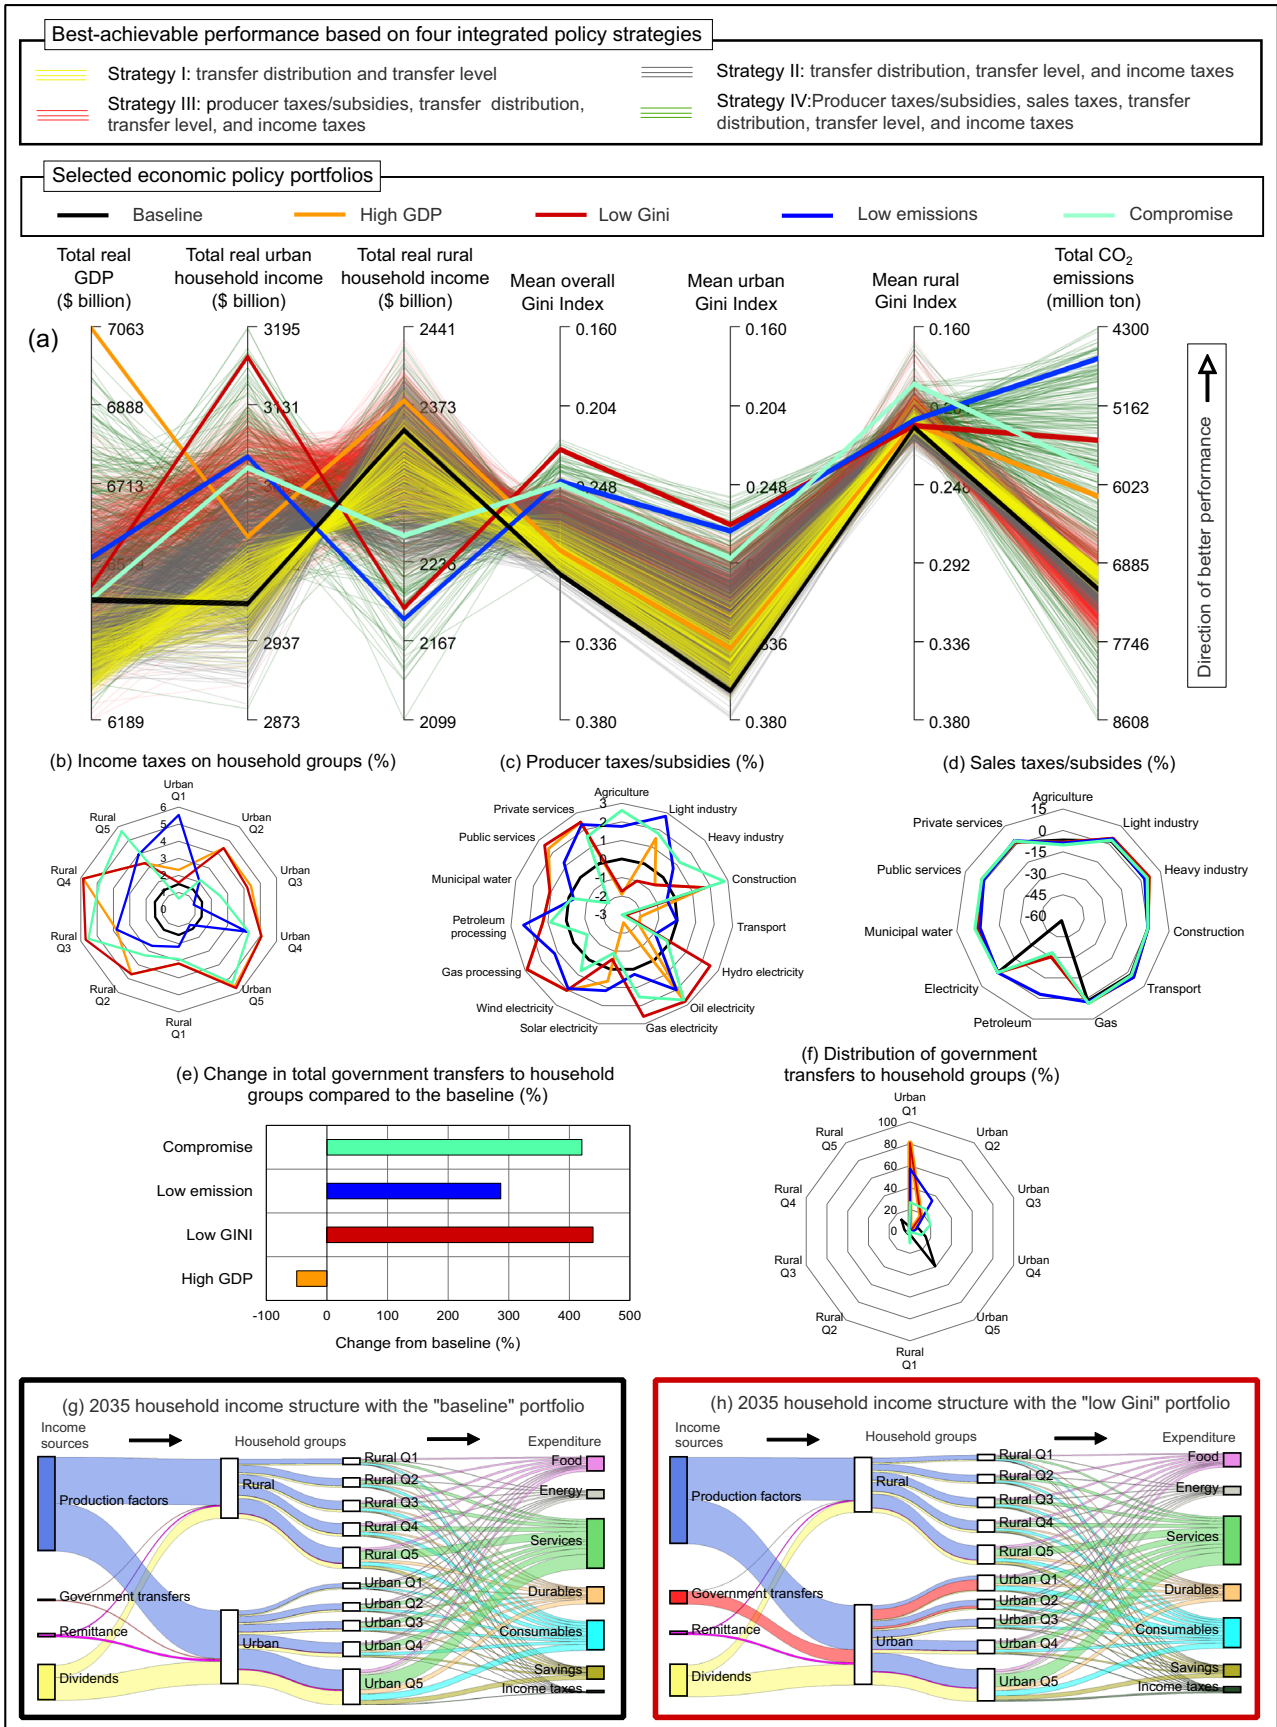 Best-achievable performance based on four integrated policy strategies
Strategy I: transfer distribution and transfer level
Strategy II: transfer distribution, transfer level, and income taxes
Strategy III: producer taxes/subsidies, transfer distribution,
transfer level, and income taxes
Strategy IV:Producer taxes/subsidies, sales taxes, transfer
distribution, transfer level, and income taxes
Selected economic policy portfolios
Baseline
High GDP
Low Gini
Low emissions
Compromise
Total real
GDP
($ billion)
Total real urban
household income
($ billion)
Total real rural
household income
($ billion)
Mean overall
Gini Index
Mean urban
Gini Index
Mean rural
Gini Index
Total CO2
emissions
(million ton)
(a)
7063
6888
6713
6189
3195
3131
2937
2873
2441
2373
2236
2167
2099
0.160
0.204
0.248
0.292
0.336
0.380
0.160
0.204
0.248
0.336
0.380
0.160
0.248
0.292
0.336
0.380
4300
5162
6023
6885
7746
8608
Direction of better performance
(b) Income taxes on household groups (%)
Urban
Q1
Urban
Q2
Urban
Q3
Urban
Q4
Urban
Q5
Rural
Q1
Rural
Q2
Rural
Q3
Rural
Q4
Rural
Q5
6
5
4
3
2
1
0
(c) Producer taxes/subsidies (%)
Agriculture
Light industry
Heavy industry
Construction
Transport
Hydro electricity
Oil electricity
Gas electricity
Solar electricity
Wind electricity
Gas processing
Petroleum
processing
Municipal water
Public services
Private services
3
2
1
0
-1
-2
-3
(d) Sales taxes/subsides (%)
Agriculture
Light industry
Heavy industry
Construction
Transport
Gas
Petroleum
Electricity
Municipal water
Public services
Private services
15
0
-15
-30
-45
-60
(e) Change in total government transfers to household
groups compared to the baseline (%)
Compromise
Low emission
Low GINI
High GDP
-100
0
100
200
300
400
500
Change from baseline (%)
(f) Distribution of government
transfers to household groups (%)
Urban
Q1
Urban
Q2
Urban
Q3
Urban
Q4
Urban
Q5
Rural
Q1
Rural
Q2
Rural
Q3
Rural
Q4
Rural
Q5
100
80
60
40
20
0
(g) 2035 household income structure with the "baseline" portfolio
Income
sources
Household groups
Expenditure
Production factors
Government transfers
Remittance
Dividends
Rural
Urban
Rural Q1
Rural Q2
Rural Q3
Rural Q4
Rural Q5
Urban Q1
Urban Q2
Urban Q3
Urban Q4
Urban Q5
Food
Energy
Services
Durables
Consumables
Savings
Income taxes
(h) 2035 household income structure with the "low Gini" portfolio
Income
sources
Household groups
Expenditure
Production factors
Government transfers
Remittance
Dividends
Rural
Urban
Rural Q1
Rural Q2
Rural Q3
Rural Q4
Rural Q5
Urban Q1
Urban Q2
Urban Q3
Urban Q4
Urban Q5
Food
Energy
Services
Durables
Consumables
Savings
Income taxes